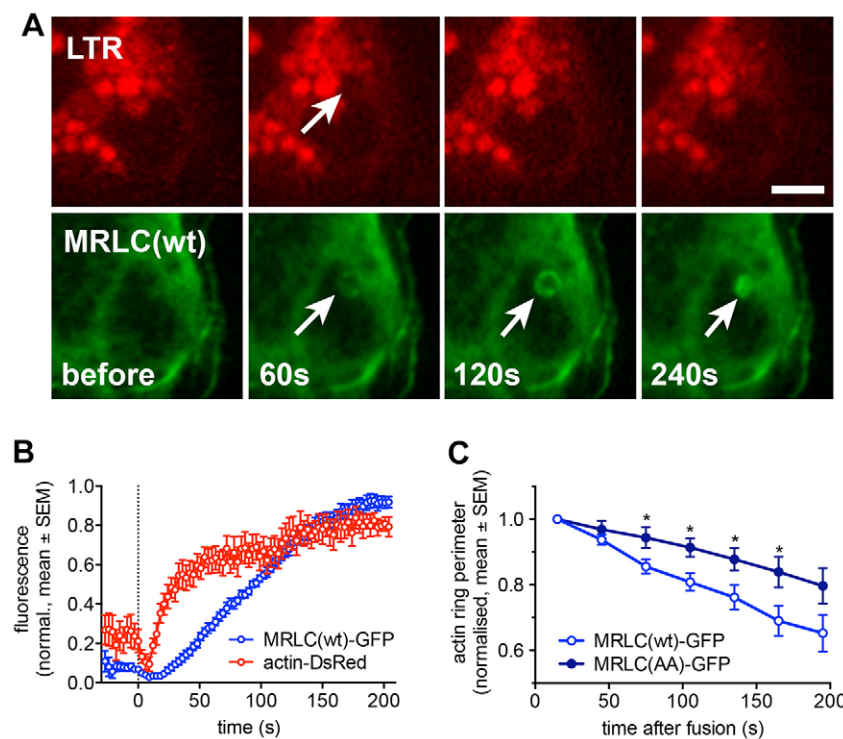 A
LTR
MRLC(wt)
before
60s
120s
240s
B
fluorescence
(normal., mean ± SEM)
1.0
0.8
0.6
0.4
0.2
0.0
0
50
100
150
200
time (s)
MRLC(wt)-GFP
actin-DsRed
C
actin ring perimeter
(normalised, mean ± SEM)
1.0
0.8
0.6
* * * *
MRLC(wt)-GFP
MRLC(AA)-GFP
0
50
100
150
200
time after fusion (s)